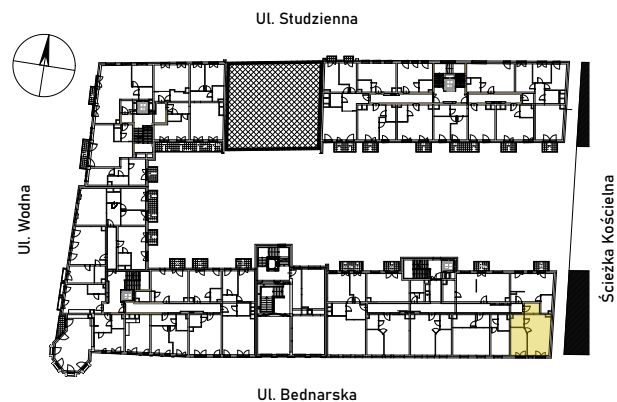 Ul. Studzienna
Ul. Wodna
Ścieżka Kościelna
Ul. Bednarska